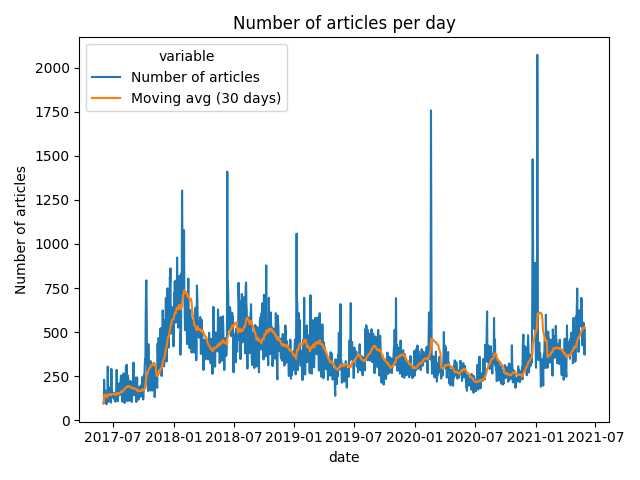 Number of articles per day
variable
Number of articles
Moving avg (30 days)
Number of articles
2000
1750
1500
1250
1000
750
500
250
0
2017-07 2018-01 2018-07 2019-01 2019-07 2020-01 2020-07 2021-01 2021-07
date